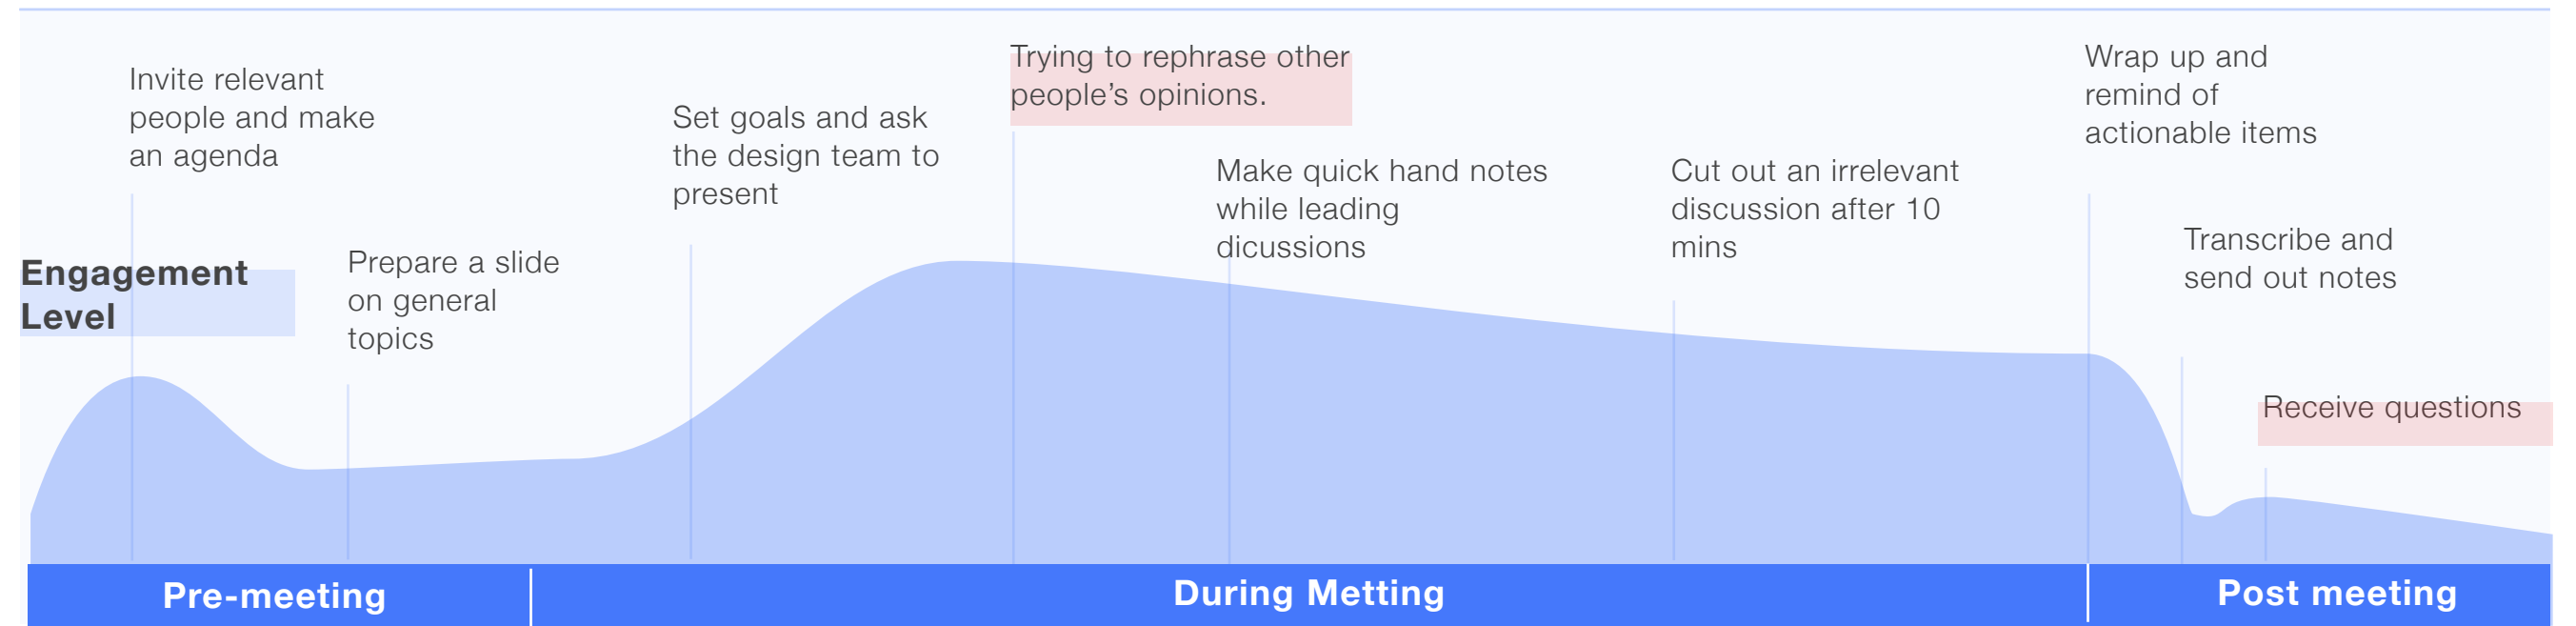 Invite relevant
people and make
an agenda
Engagement
Level
Prepare a slide
on general
topics
Set goals and ask
the design team to
present
Trying to rephrase other
people’s opinions.
Make quick hand notes
while leading
dicussions
Cut out an irrelevant
discussion after 10
mins
Wrap up and
remind of
actionable items
Transcribe and
send out notes
Receive questions
Pre-meeting
During Metting
Post meeting